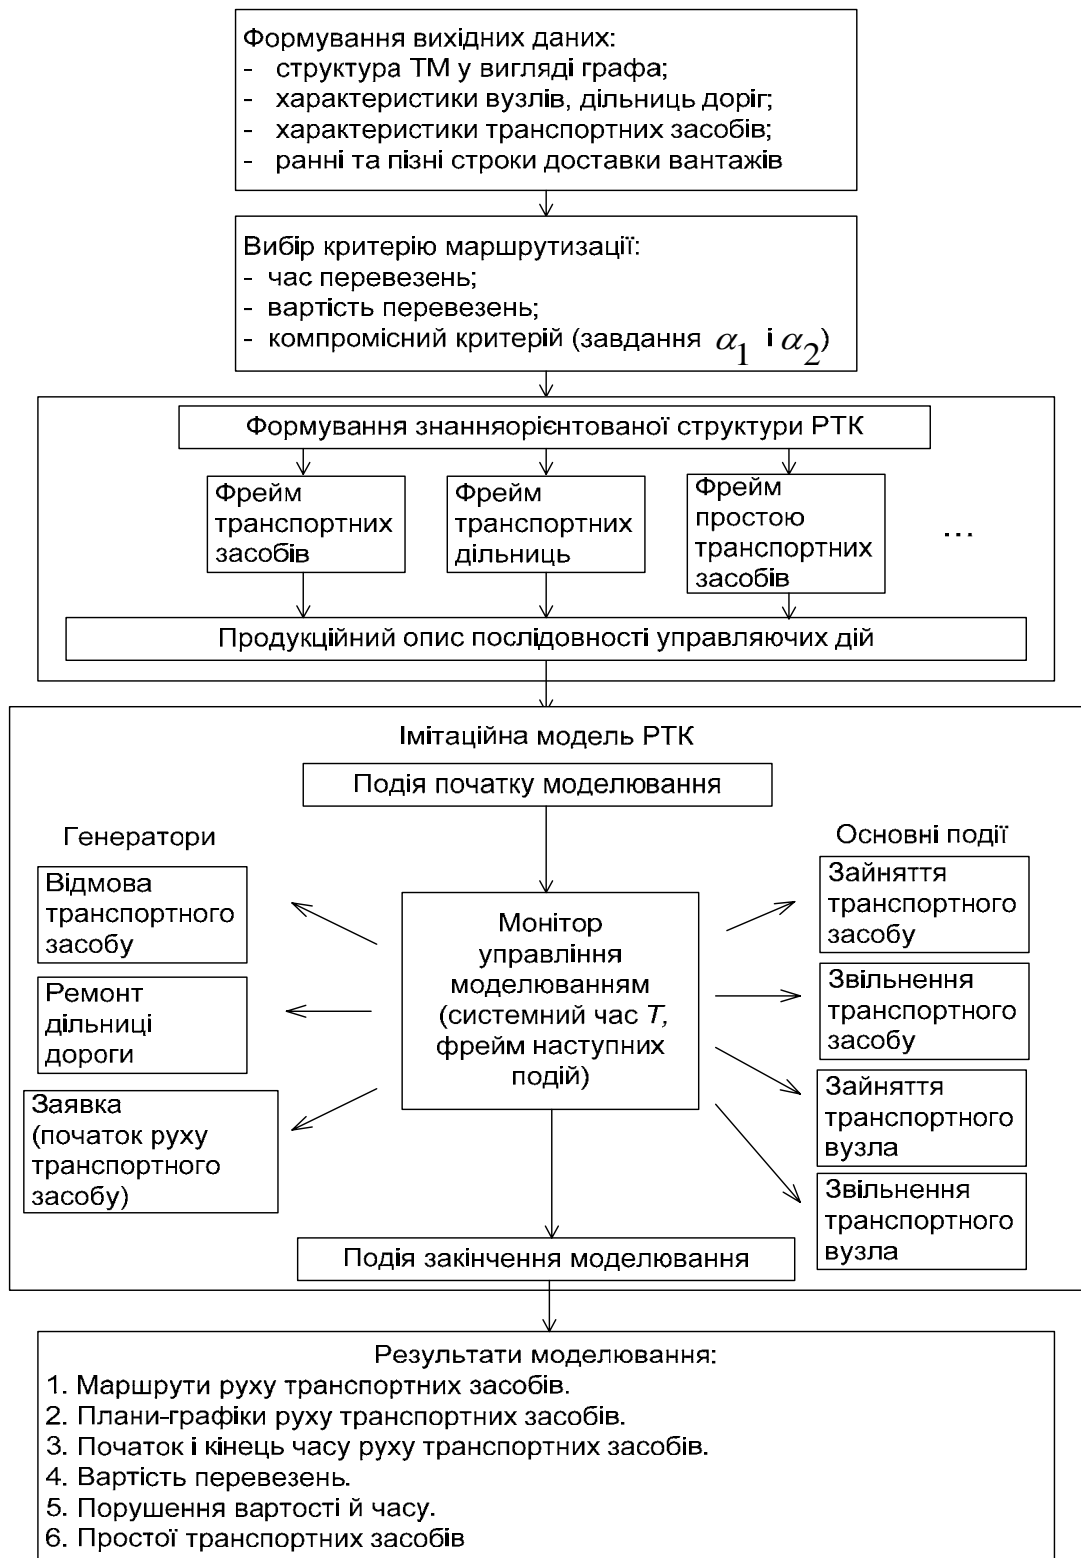 Формування вихідних даних:
- структура ТМ у вигляді графа;
- характеристики вузлів, дільниць доріг;
- характеристики транспортних засобів;
- ранні та пізні строки доставки вантажів
Вибір критерію маршрутизації:
- час перевезень;
- вартість перевезень;
- компромісний критерій (завдання α₁ і α₂)
Формування знанняорієнтованої структури РТК
Фрейм
транспортних
засобів
Фрейм
транспортних
дільниць
Фрейм
простою
транспортних
засобів
...
Продукційний опис послідовності управляючих дій
Імітаційна модель РТК
Подія початку моделювання
Генератори
Відмова
транспортного
засобу
Ремонт
дільниці
дороги
Заявка
(початок руху
транспортного
засобу)
Монітор
управління
моделюванням
(системний час T,
фрейм наступних
подій)
Основні події
Зайняття
транспортного
засобу
Звільнення
транспортного
засобу
Зайняття
транспортного
вузла
Звільнення
транспортного
вузла
Подія закінчення моделювання
Результати моделювання:
1. Маршрути руху транспортних засобів.
2. Плани-графіки руху транспортних засобів.
3. Початок і кінець часу руху транспортних засобів.
4. Вартість перевезень.
5. Порушення вартості й часу.
6. Простої транспортних засобів